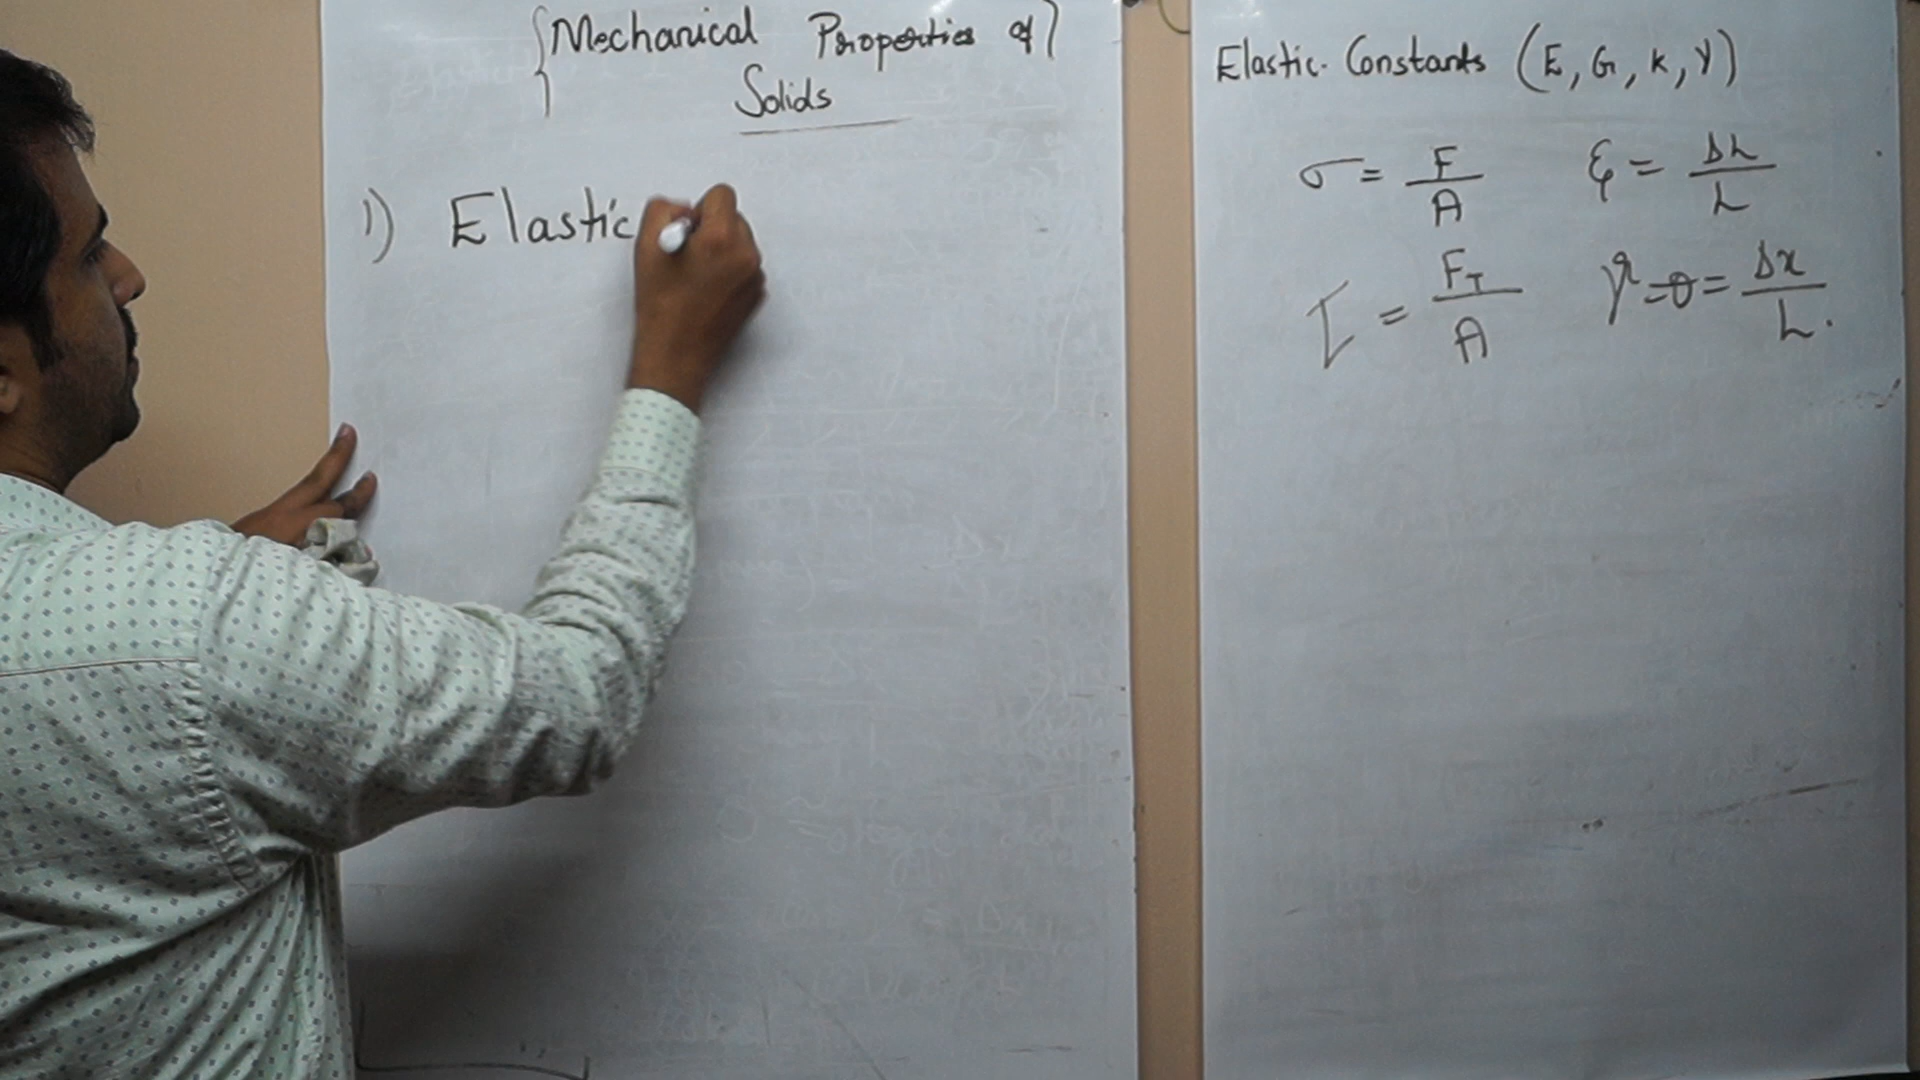 Mechanical Properties of
Solids
1) Elastic
Elastic Constants (E, G, K, γ)
σ = F/A
ε = ΔL/L
τ = F_T/A
γ = θ = Δx/L.